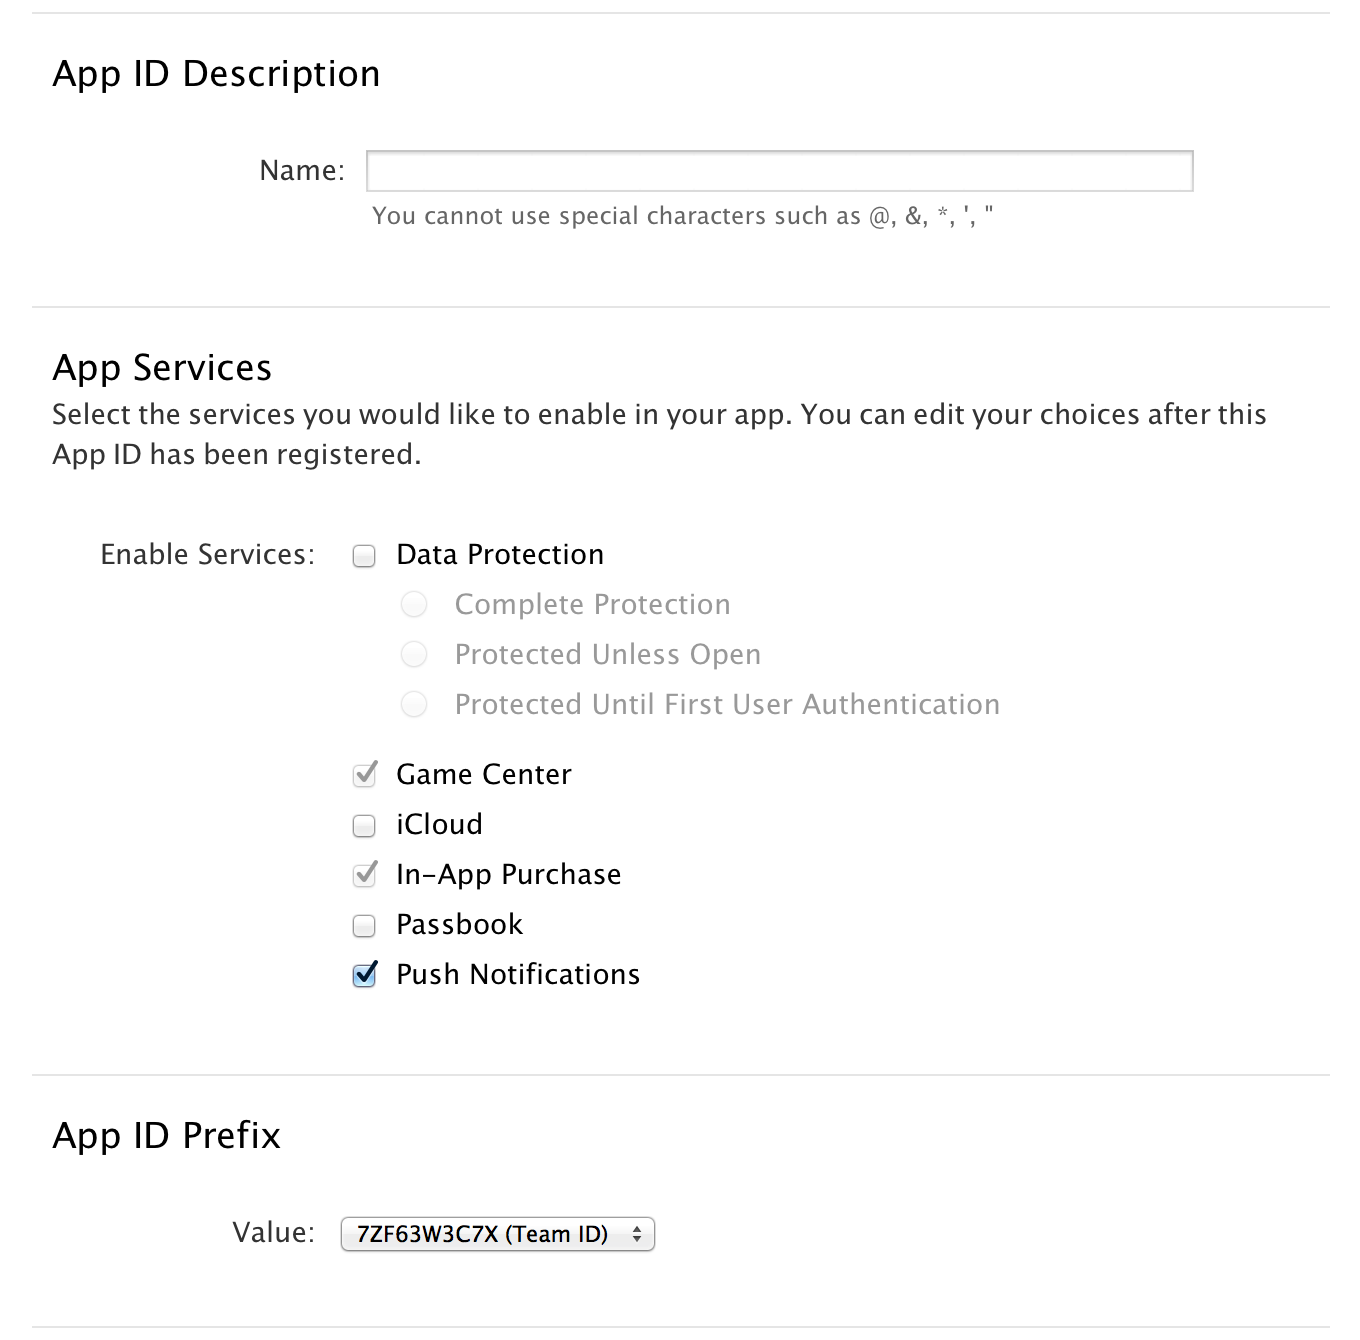 App ID Description
Name:
You cannot use special characters such as @, &, *, ', "
App Services
Select the services you would like to enable in your app. You can edit your choices after this
App ID has been registered.
Enable Services: Data Protection
Complete Protection
Protected Unless Open
Protected Until First User Authentication
Game Center
iCloud
In-App Purchase
Passbook
Push Notifications
App ID Prefix
Value: 7ZF63W3C7X (Team ID)